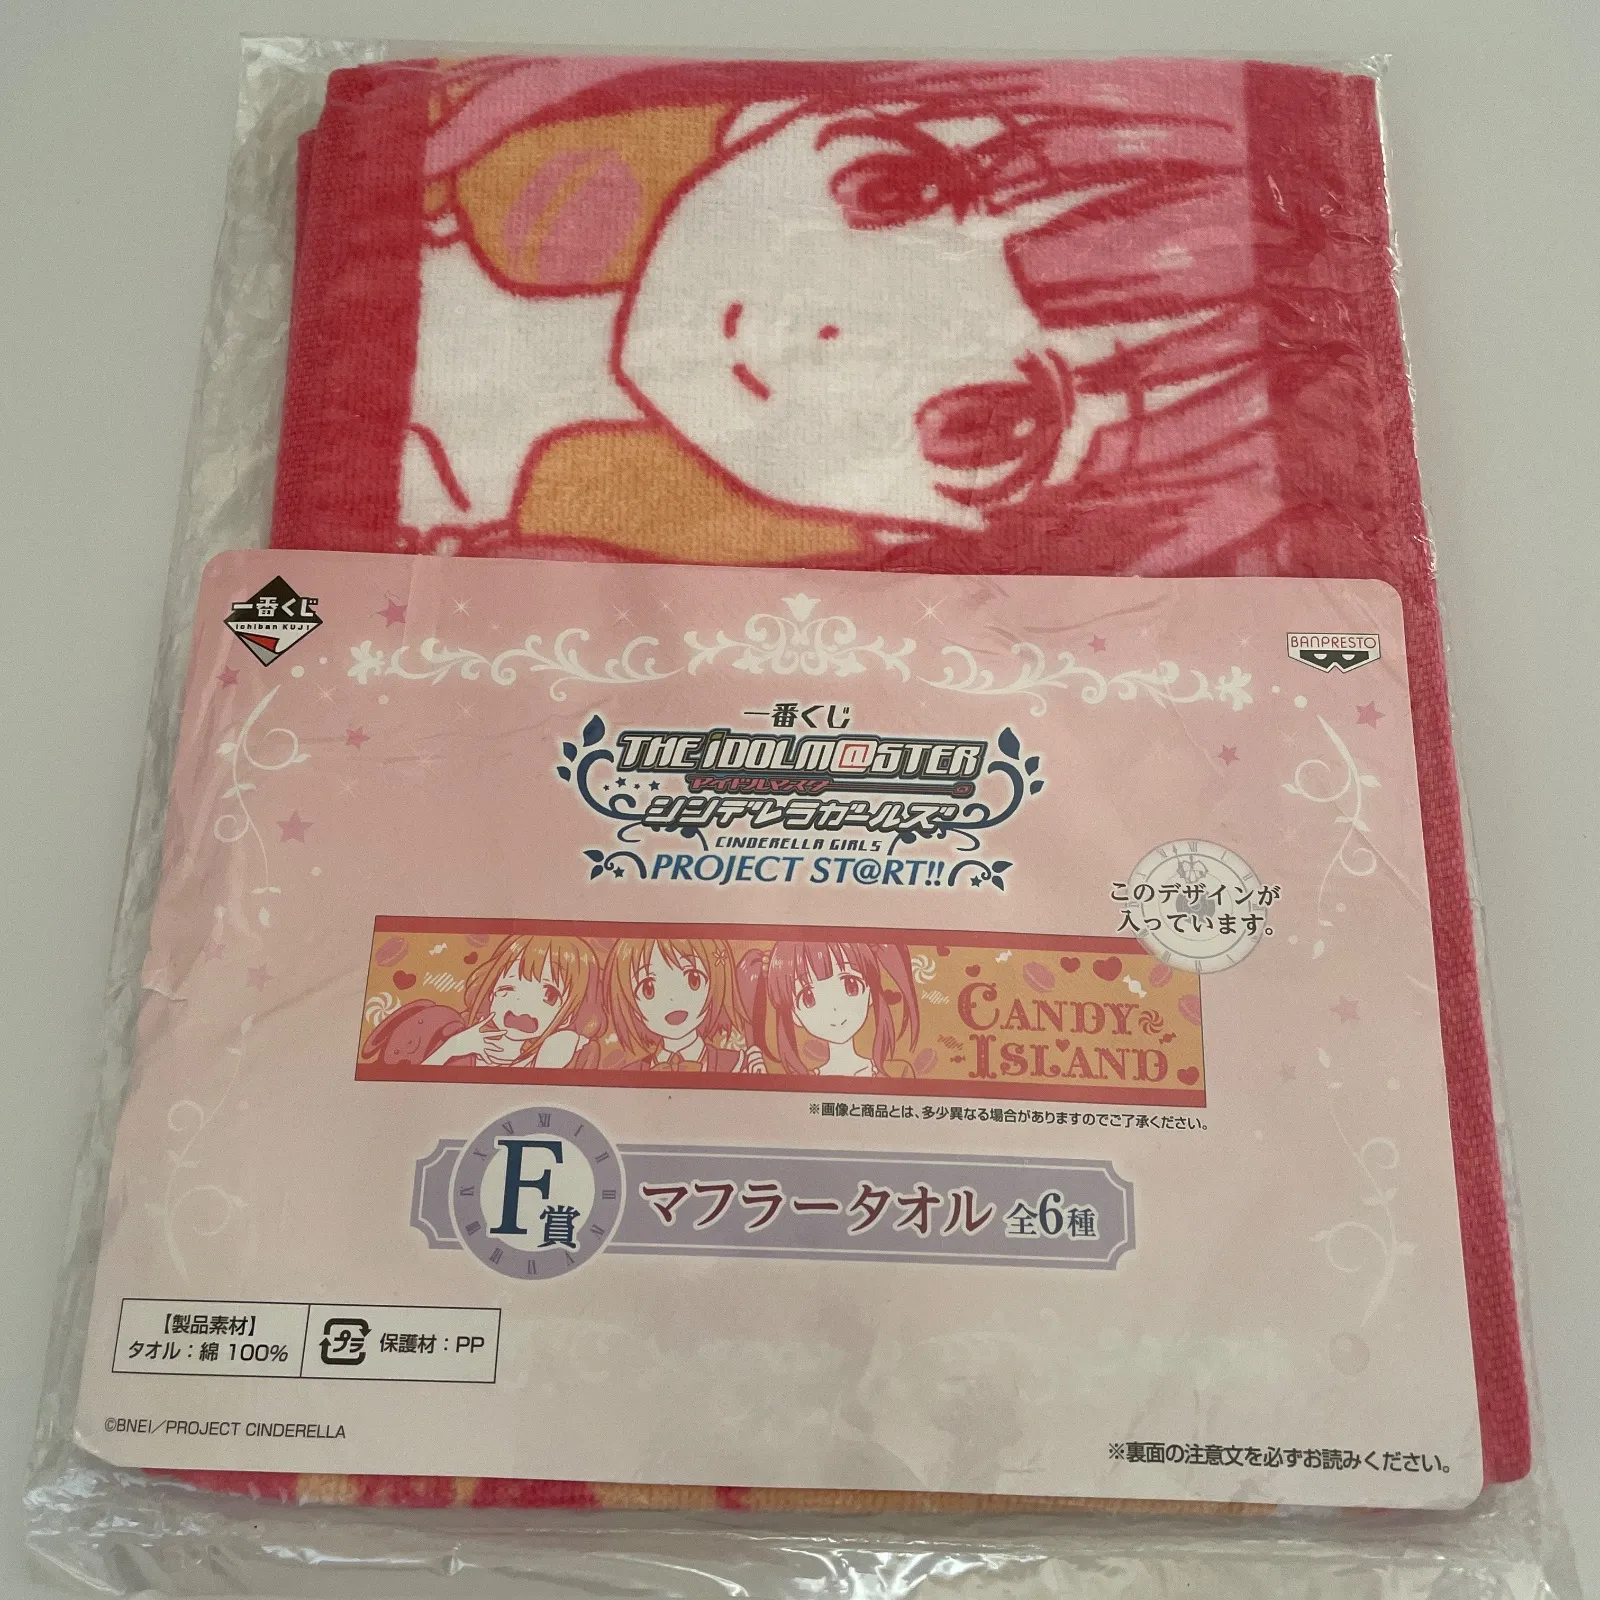 一番くじ
ichiban KUJI
BANPRESTO
一番くじ
THE iDOLM@STER
アイドルマスター
シンデレラガールズ
CINDERELLA GIRLS
PROJECT ST@RT!!
このデザインが
入っています。
CANDY
ISLAND
※画像と商品とは、多少異なる場合がありますのでご了承ください。
F賞
マフラータオル 全6種
【製品素材】
タオル：綿 100%
プラ
保護材：PP
©BNEI／PROJECT CINDERELLA
※裏面の注意文を必ずお読みください。